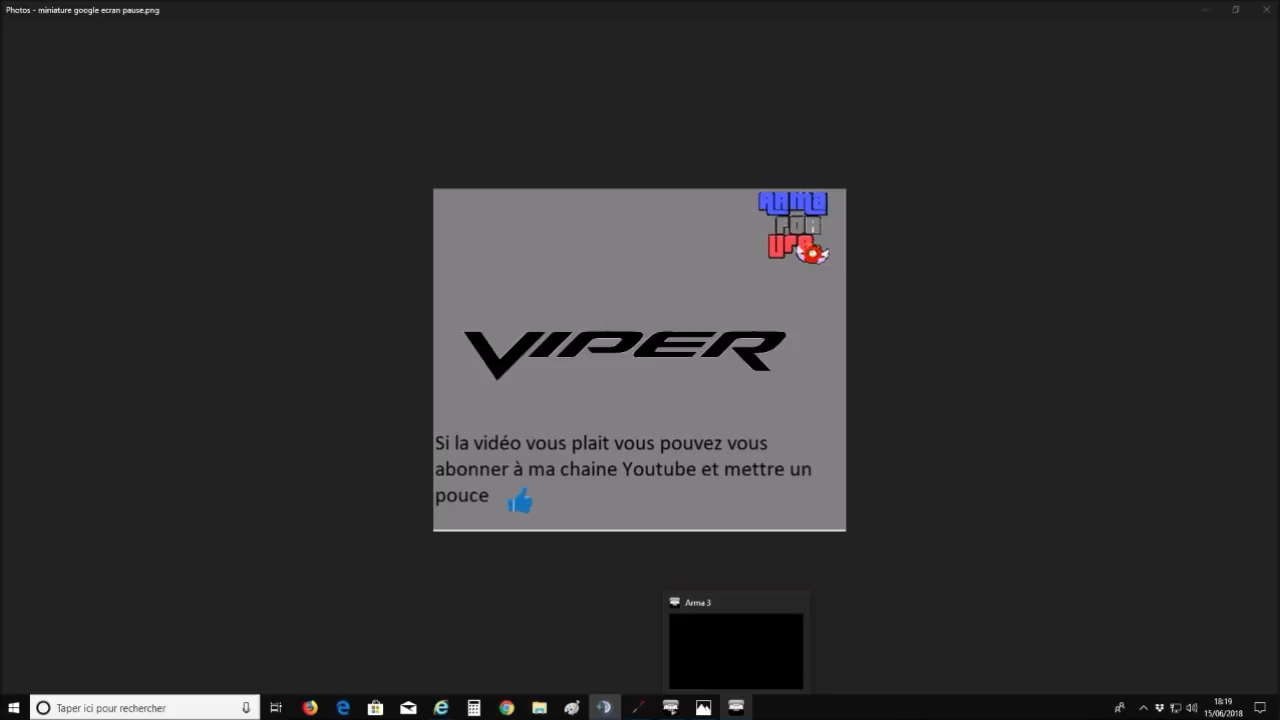 Photos - miniature google ecran pause.png
ARMA
FOR
VIPER
Si la vidéo vous plait vous pouvez vous
abonner à ma chaine Youtube et mettre un
pouce
Arma 3
Taper ici pour rechercher
18:19
15/06/2018